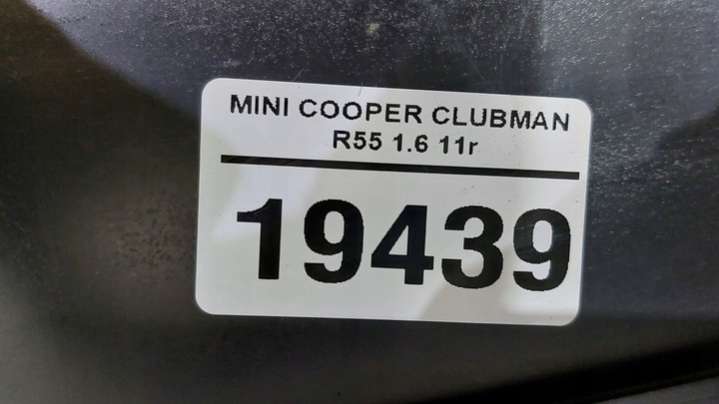 MINI COOPER CLUBMAN
R55 1.6 11r
19439